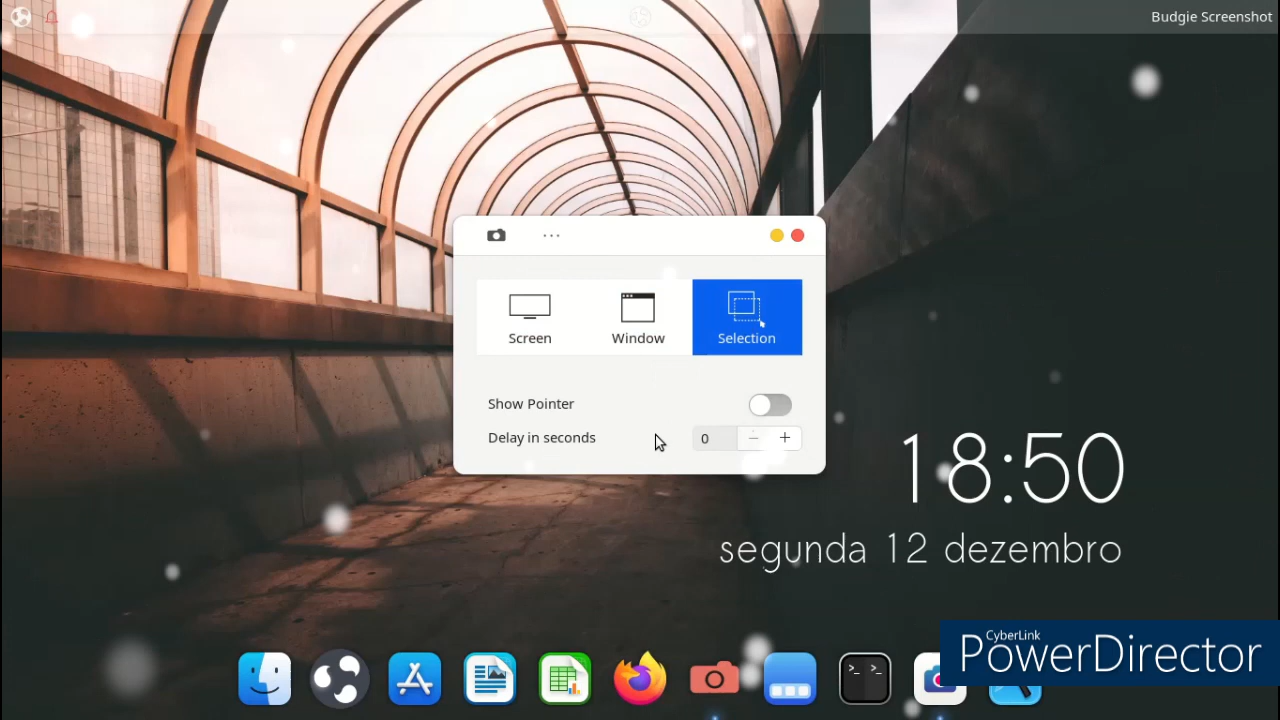 Budgie Screenshot
Screen
Window
Selection
Show Pointer
Delay in seconds
0
18:50
segunda 12 dezembro
CyberLink
PowerDirector
>_ >_